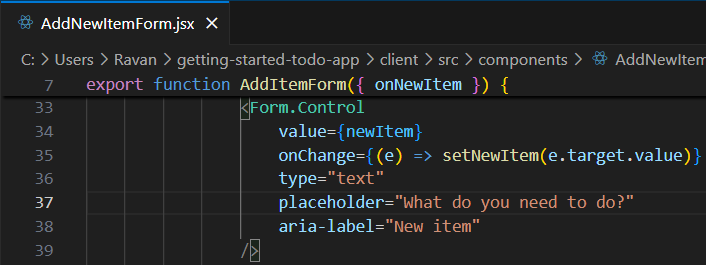 AddNewItemForm.jsx ×
C: > Users > Ravan > getting-started-todo-app > client > src > components > AddNewItem
7 export function AddItemForm({ onNewItem }) {
33 <Form.Control
34 value={newItem}
35 onChange={(e) => setNewItem(e.target.value)}
36 type="text"
37 placeholder="What do you need to do?"
38 aria-label="New item"
39 />